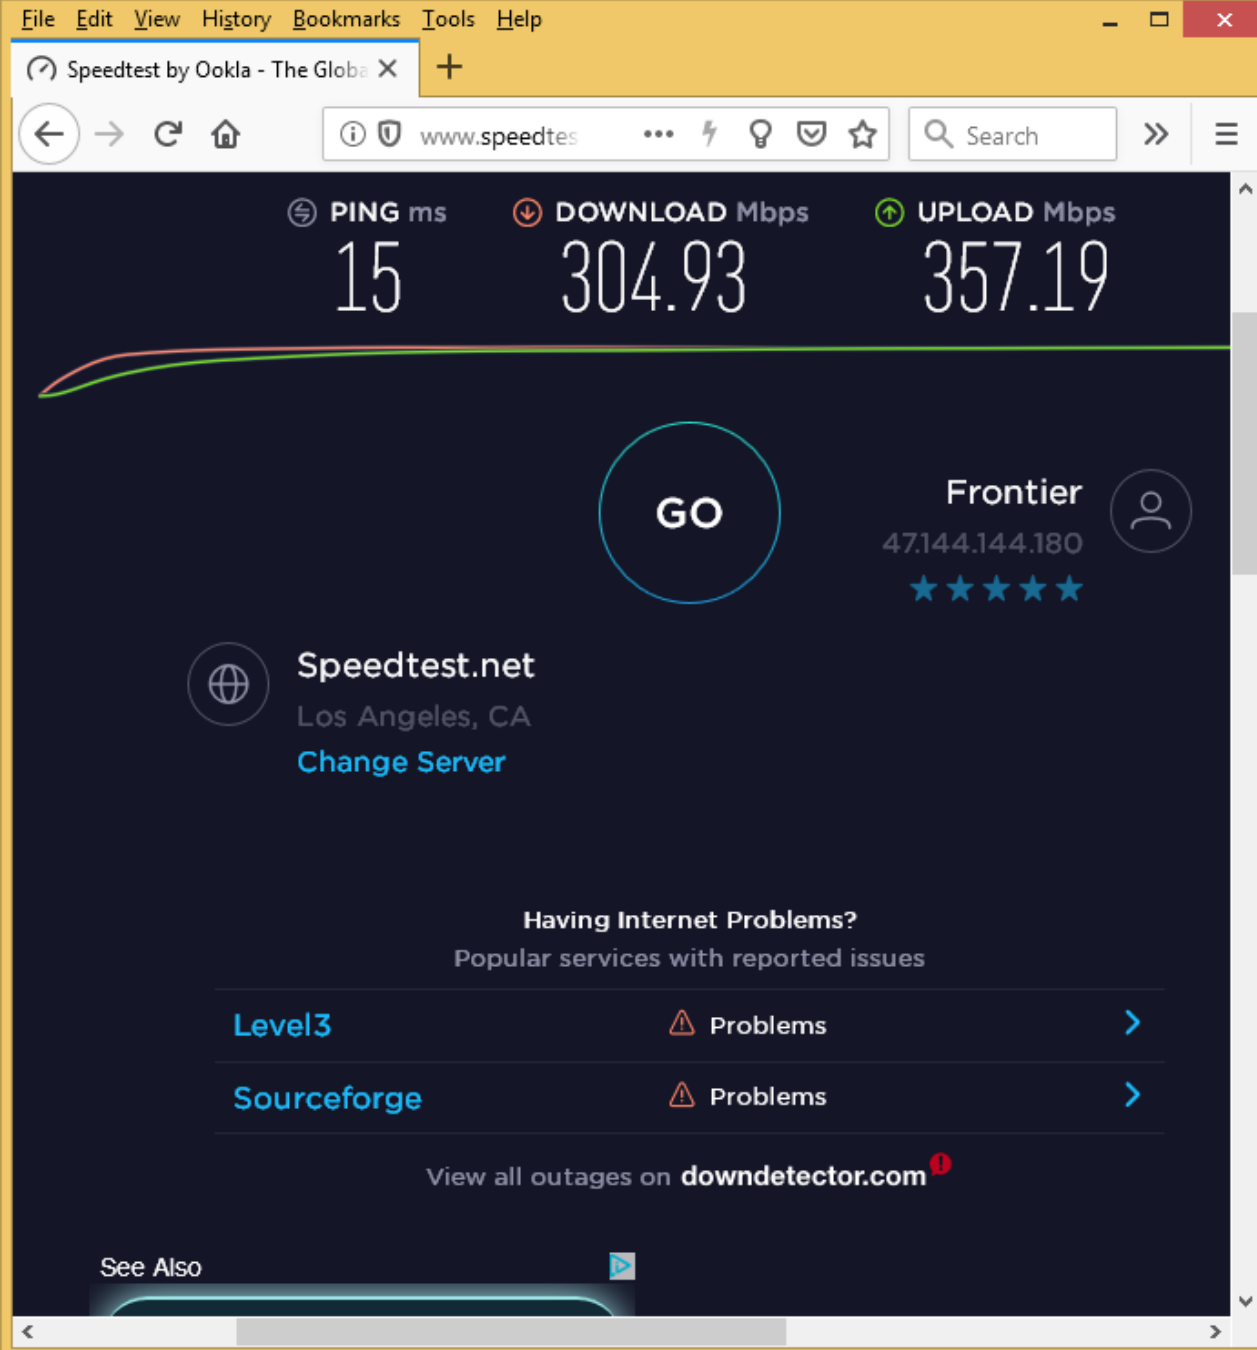 File Edit View History Bookmarks Tools Help
Speedtest by Ookla - The Globa
www.speedtes
Search
PING ms
DOWNLOAD Mbps
UPLOAD Mbps
15
304.93
357.19
GO
Frontier
47.144.144.180
Speedtest.net
Los Angeles, CA
Change Server
Having Internet Problems?
Popular services with reported issues
Level3
Problems
Sourceforge
Problems
View all outages on downdetector.com
See Also